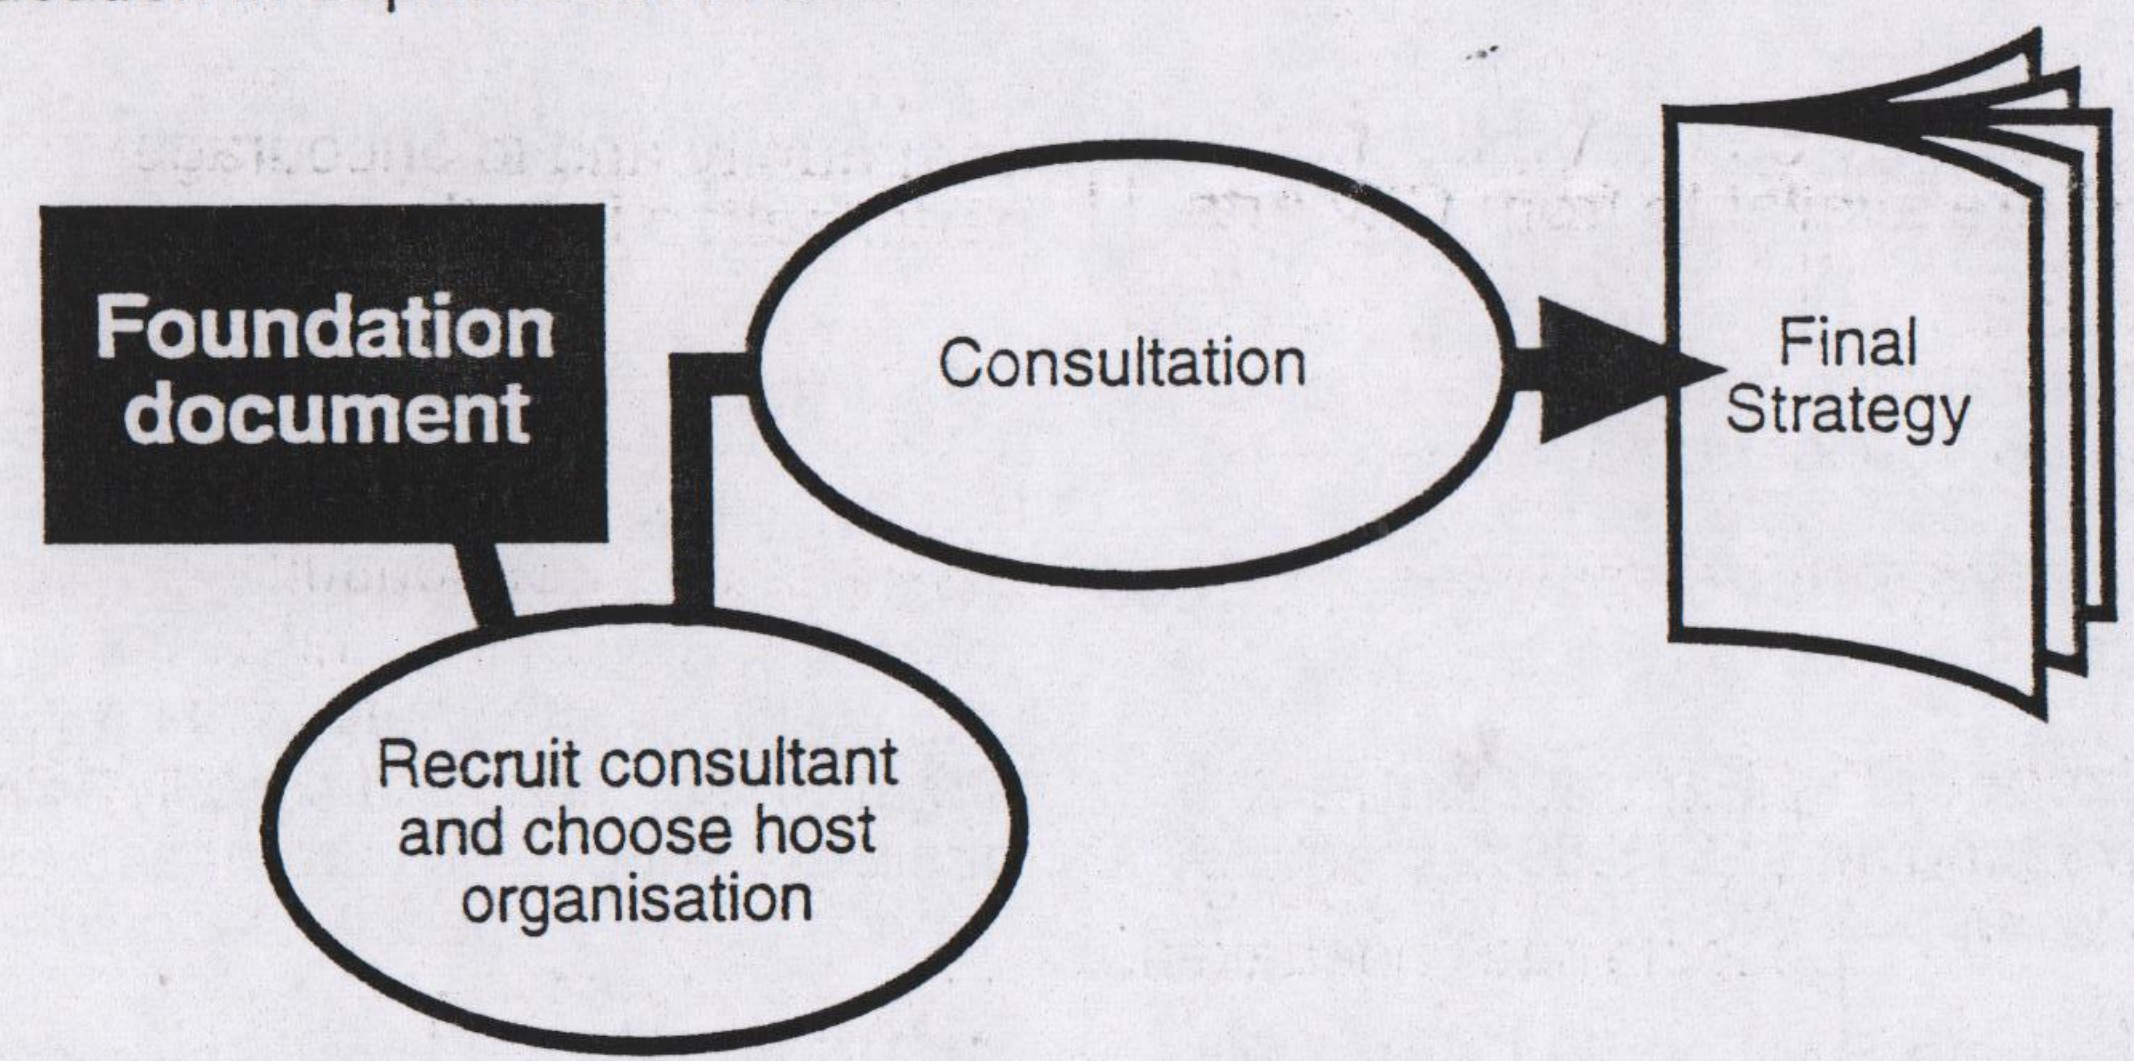 Foundation
document
Consultation
Final
Strategy
Recruit consultant
and choose host
organisation